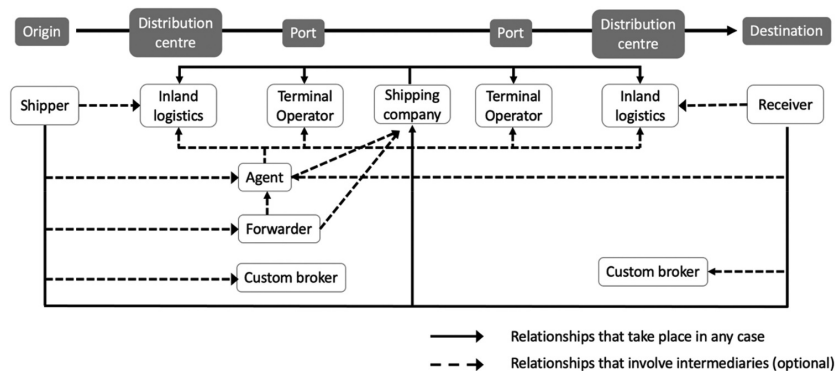 Origin
Distribution
centre
Port
Port
Distribution
centre
Destination
Shipper
Inland
logistics
Terminal
Operator
Shipping
company
Terminal
Operator
Inland
logistics
Receiver
Agent
Forwarder
Custom broker
Custom broker
Relationships that take place in any case
Relationships that involve intermediaries (optional)